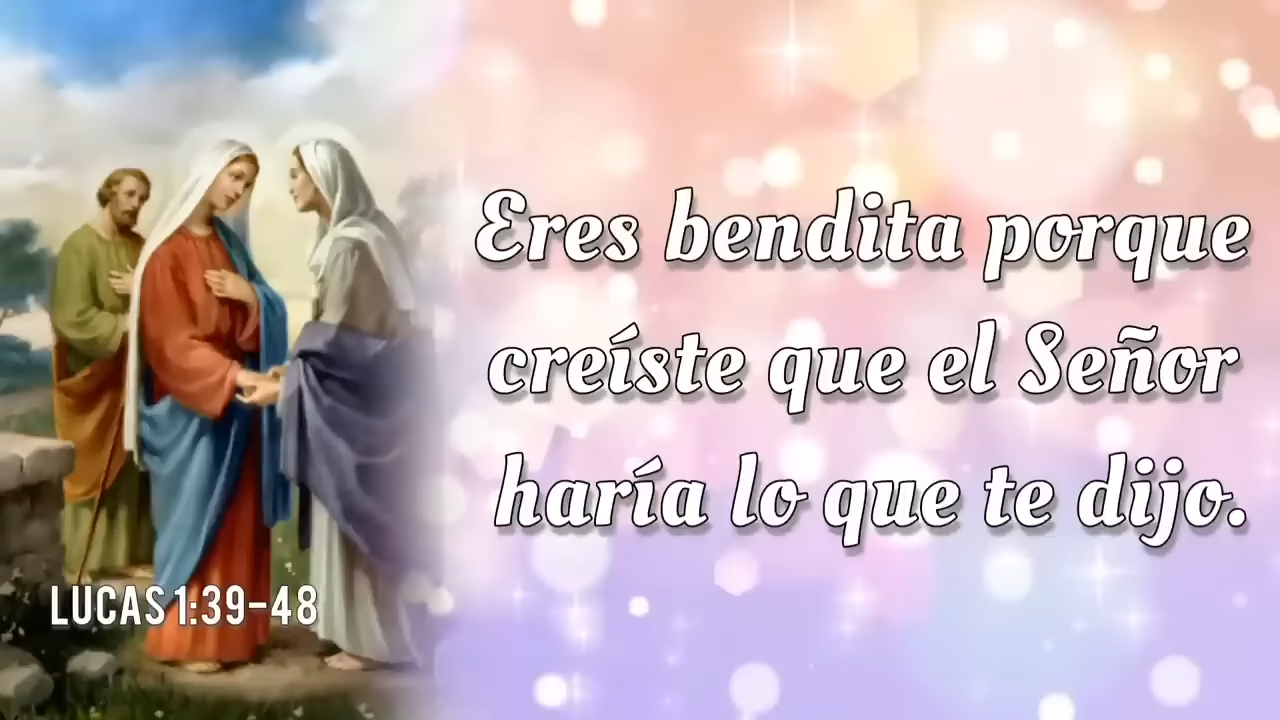 Eres bendita porque
creíste que el Señor
haría lo que te dijo.
LUCAS 1:39-48